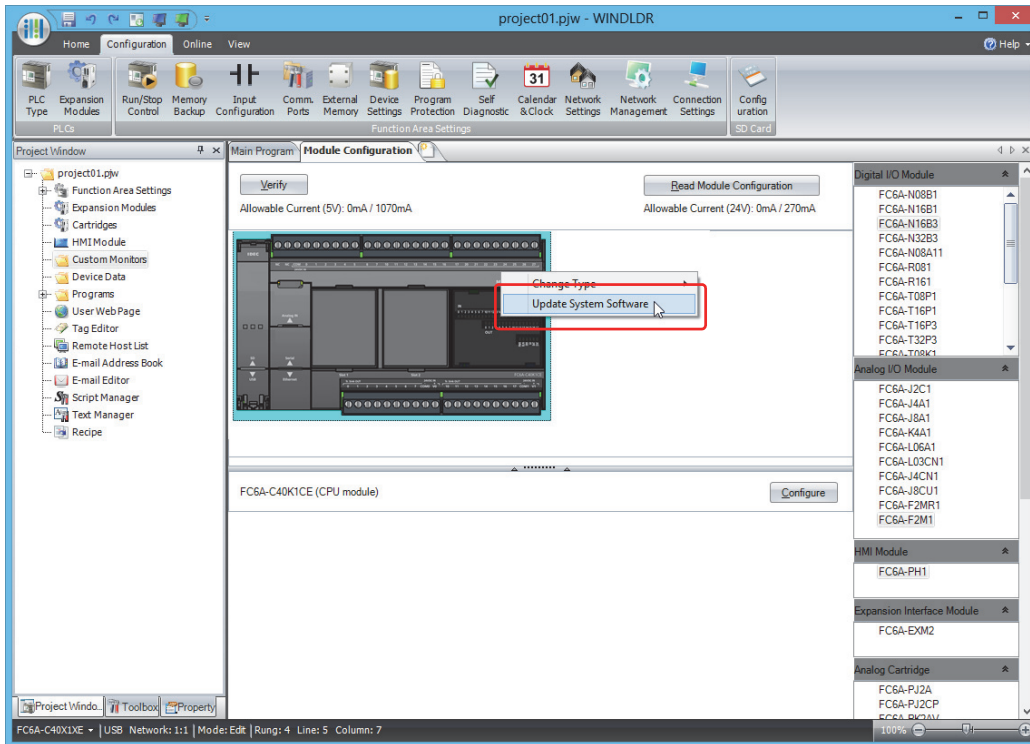 project01.pjw - WINDLDR
Home Configuration Online View Help
PLC Type
Expansion Modules
Run/Stop Control
Memory Backup
Input Configuration
Comm. Ports
External Memory
Device Settings
Program Protection
Self Diagnostic
31
Calendar & Clock
Network Settings
Network Management
Connection Settings
Config uration
PLCs
Function Area Settings
SD Card
Project Window
project01.pjw
Function Area Settings
Expansion Modules
Cartridges
HMI Module
Custom Monitors
Device Data
Programs
User Web Page
Tag Editor
Remote Host List
E-mail Address Book
E-mail Editor
Script Manager
Text Manager
Recipe
Project Windo...
Toolbox
Property
Main Program
Module Configuration
Verify
Read Module Configuration
Allowable Current (5V): 0mA / 1070mA
Allowable Current (24V): 0mA / 270mA
Change Type
Update System Software
FC6A-C40K1CE (CPU module)
Configure
Digital I/O Module
FC6A-N08B1
FC6A-N16B1
FC6A-N16B3
FC6A-N32B3
FC6A-N08A11
FC6A-R081
FC6A-R161
FC6A-T08P1
FC6A-T16P1
FC6A-T16P3
FC6A-T32P3
FC6A-T08K1
Analog I/O Module
FC6A-J2C1
FC6A-J4A1
FC6A-J8A1
FC6A-K4A1
FC6A-L06A1
FC6A-L03CN1
FC6A-J4CN1
FC6A-J8CU1
FC6A-F2MR1
FC6A-F2M1
HMI Module
FC6A-PH1
Expansion Interface Module
FC6A-EXM2
Analog Cartridge
FC6A-PJ2A
FC6A-PJ2CP
FC6A-PK2AV
FC6A-C40X1XE
USB Network: 1:1 Mode: Edit Rung: 4 Line: 5 Column: 7
100%